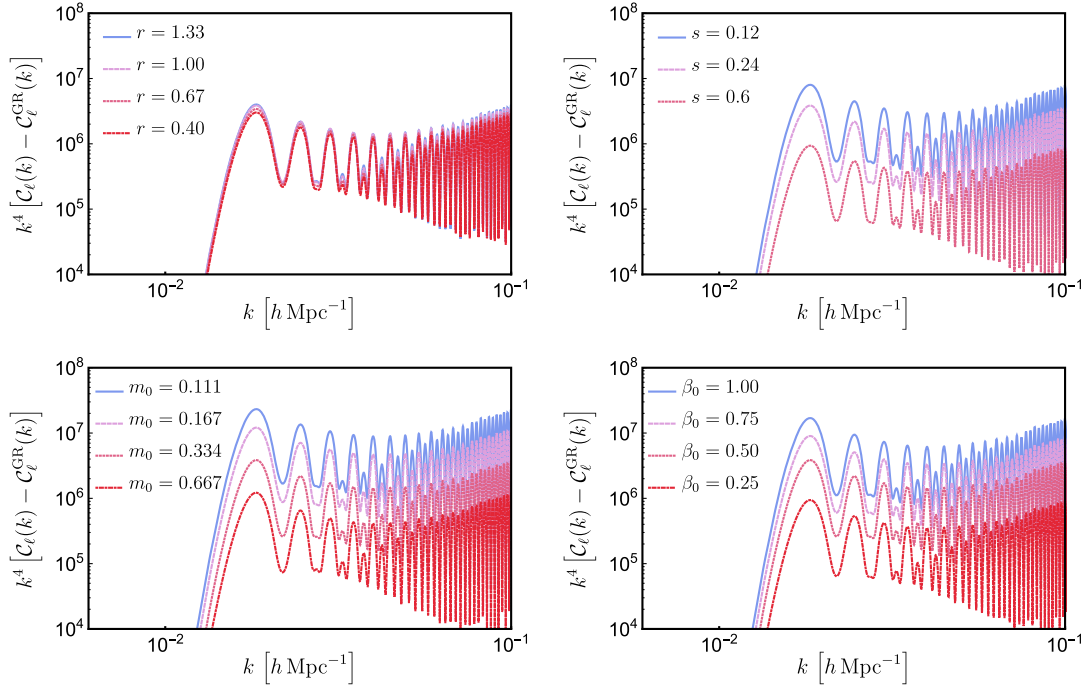 10^8
10^7
10^6
10^5
10^4
k^4 [𝒞_ℓ(k) − 𝒞_ℓ^GR(k)]
r = 1.33
r = 1.00
r = 0.67
r = 0.40
10^-2
10^-1
k [h Mpc^-1]
10^8
10^7
10^6
10^5
10^4
k^4 [𝒞_ℓ(k) − 𝒞_ℓ^GR(k)]
s = 0.12
s = 0.24
s = 0.6
10^-2
10^-1
k [h Mpc^-1]
10^8
10^7
10^6
10^5
10^4
k^4 [𝒞_ℓ(k) − 𝒞_ℓ^GR(k)]
m_0 = 0.111
m_0 = 0.167
m_0 = 0.334
m_0 = 0.667
10^-2
10^-1
k [h Mpc^-1]
10^8
10^7
10^6
10^5
10^4
k^4 [𝒞_ℓ(k) − 𝒞_ℓ^GR(k)]
β_0 = 1.00
β_0 = 0.75
β_0 = 0.50
β_0 = 0.25
10^-2
10^-1
k [h Mpc^-1]